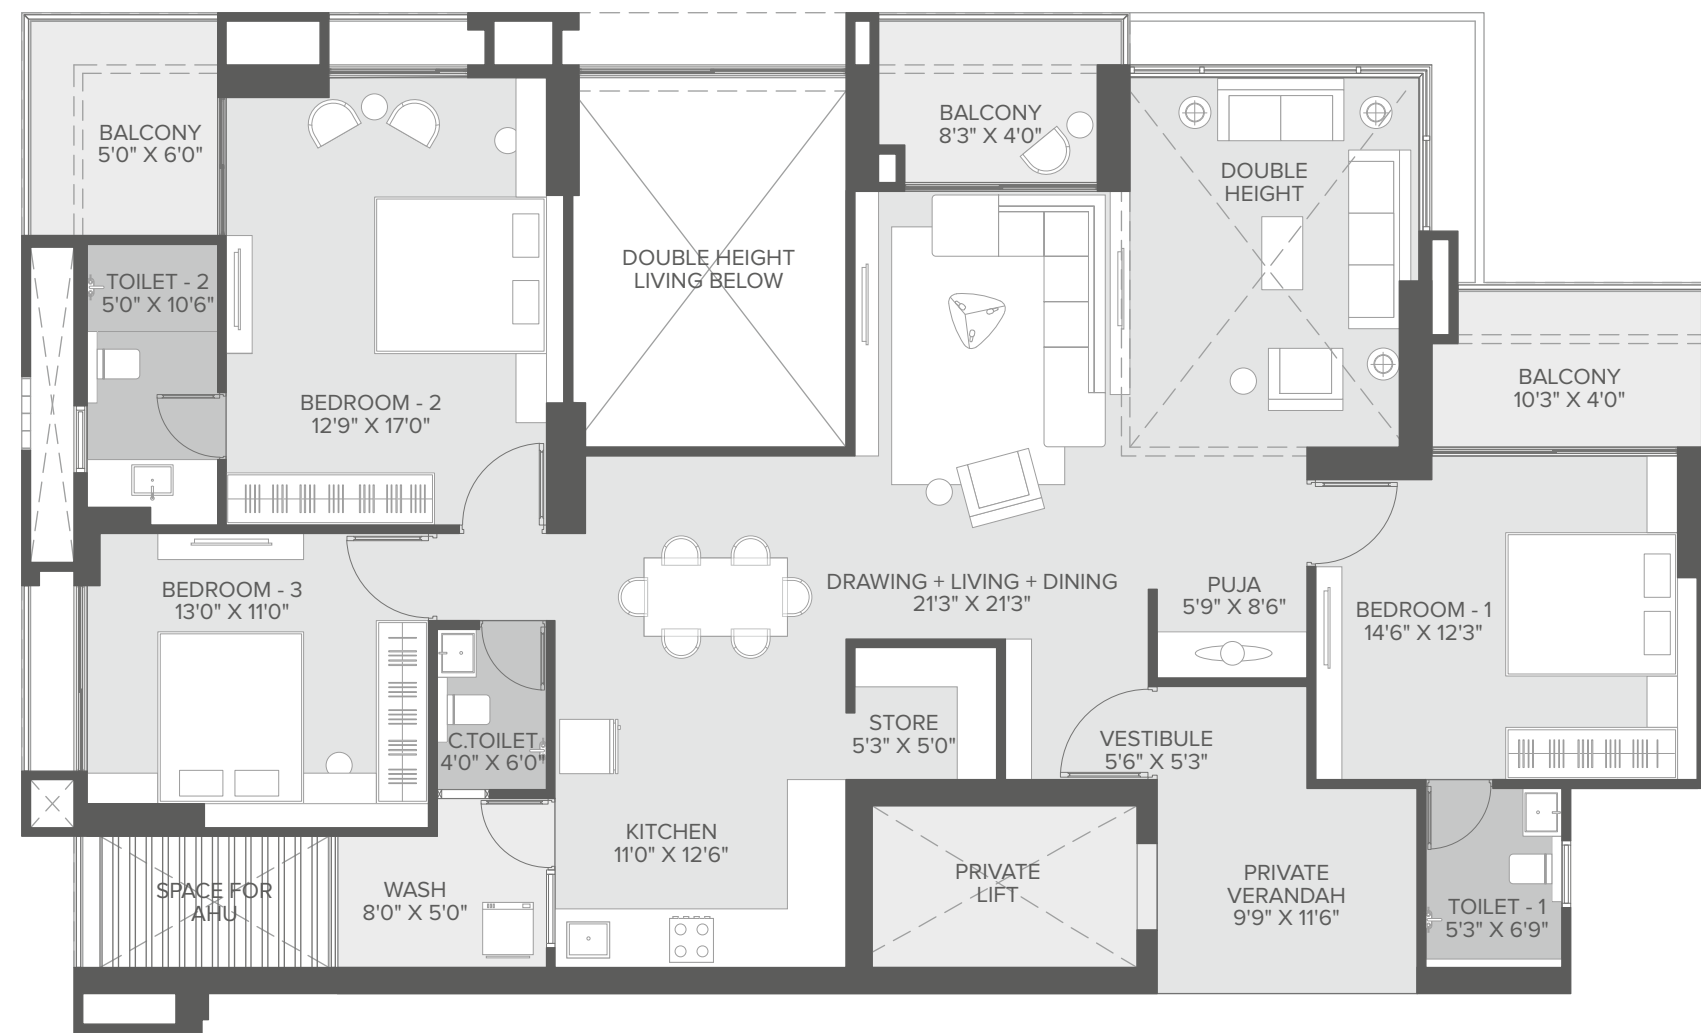 BALCONY
5'0" X 6'0"
BALCONY
8'3" X 4'0"
DOUBLE
HEIGHT
DOUBLE HEIGHT
LIVING BELOW
TOILET - 2
5'0" X 10'6"
BEDROOM - 2
12'9" X 17'0"
BALCONY
10'3" X 4'0"
BEDROOM - 3
13'0" X 11'0"
DRAWING + LIVING + DINING
21'3" X 21'3"
PUJA
5'9" X 8'6"
BEDROOM - 1
14'6" X 12'3"
C.TOILET
4'0" X 6'0"
STORE
5'3" X 5'0"
VESTIBULE
5'6" X 5'3"
KITCHEN
11'0" X 12'6"
SPACE FOR
AHU
WASH
8'0" X 5'0"
PRIVATE
LIFT
PRIVATE
VERANDAH
9'9" X 11'6"
TOILET - 1
5'3" X 6'9"